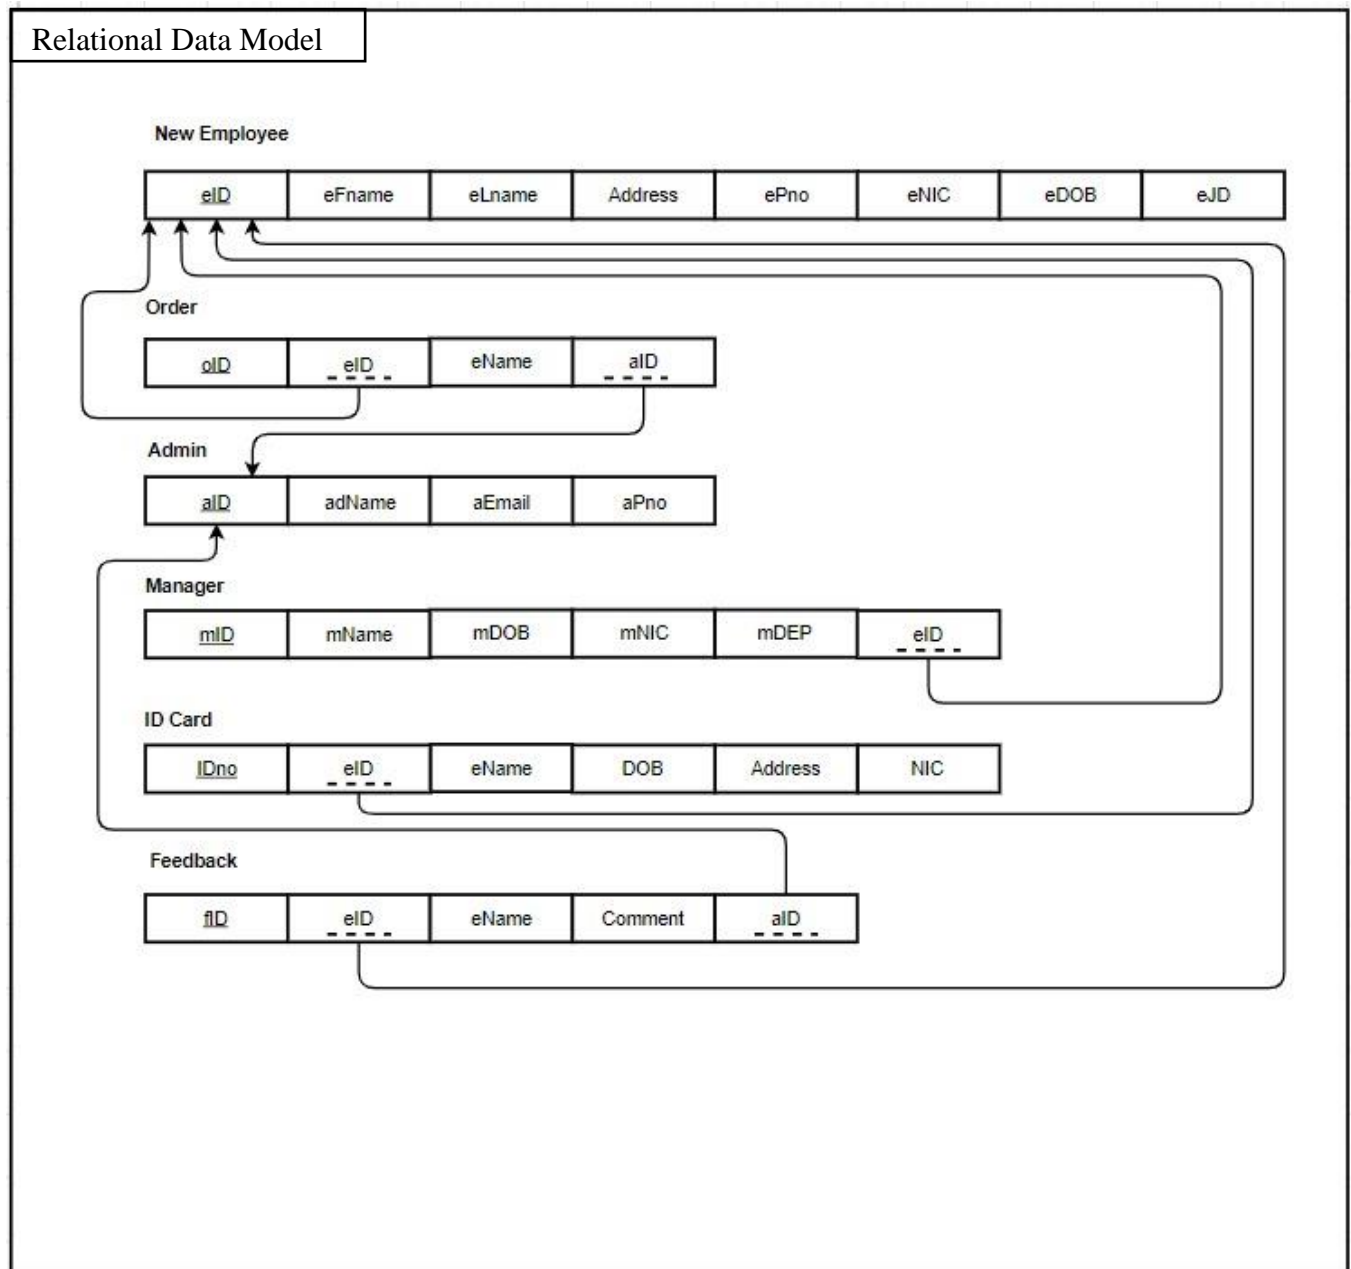 Relational Data Model
New Employee
eID eFname eLname Address ePno eNIC eDOB eJD
Order
oID eID eName aID
Admin
aID adName aEmail aPno
Manager
mID mName mDOB mNIC mDEP eID
ID Card
IDno eID eName DOB Address NIC
Feedback
fID eID eName Comment aID